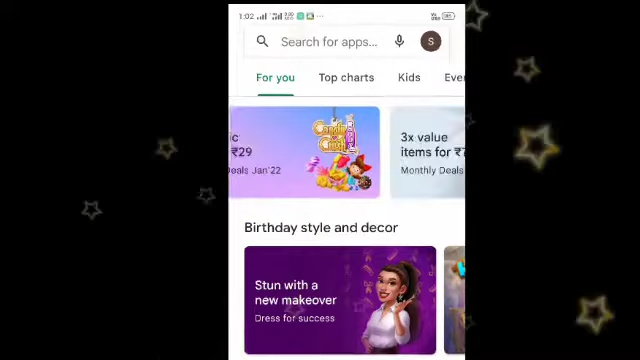 1:02
Search for apps...
S
For you Top charts Kids
₹29
Deals Jan'22
Candy
Crush
3x value
items for
Monthly Deals
Birthday style and decor
Stun with a
new makeover
Dress for success